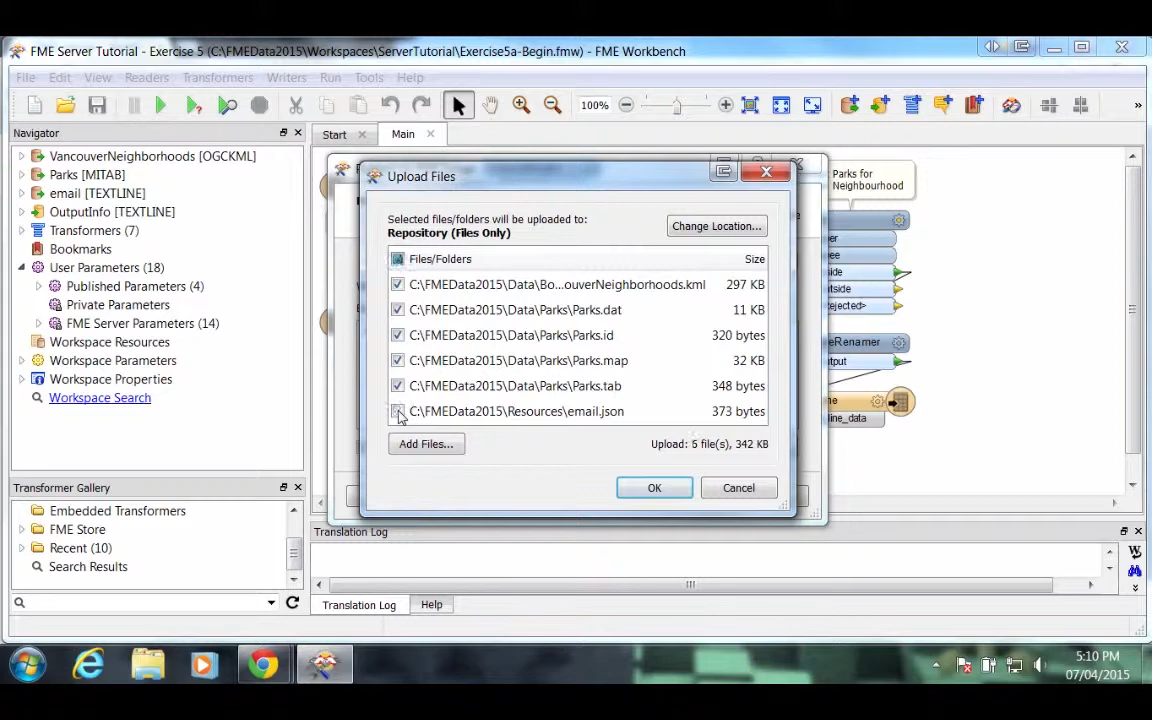 FME Server Tutorial - Exercise 5 (C:\FMEData2015\Workspaces\ServerTutorial\Exercise5a-Begin.fmw) - FME Workbench
File Edit View Readers Transformers Writers Run Tools Help
100%
Navigator
Start
Main
VancouverNeighborhoods [OGCKML]
Parks [MITAB]
email [TEXTLINE]
OutputInfo [TEXTLINE]
Transformers (7)
Bookmarks
User Parameters (18)
Published Parameters (4)
Private Parameters
FME Server Parameters (14)
Workspace Resources
Workspace Parameters
Workspace Properties
Workspace Search
Transformer Gallery
Embedded Transformers
FME Store
Recent (10)
Search Results
Upload Files
Selected files/folders will be uploaded to:
Repository (Files Only)
Change Location...
Files/Folders Size
C:\FMEData2015\Data\Bo...ouverNeighborhoods.kml 297 KB
C:\FMEData2015\Data\Parks\Parks.dat 11 KB
C:\FMEData2015\Data\Parks\Parks.id 320 bytes
C:\FMEData2015\Data\Parks\Parks.map 32 KB
C:\FMEData2015\Data\Parks\Parks.tab 348 bytes
C:\FMEData2015\Resources\email.json 373 bytes
Add Files...
Upload: 5 file(s), 342 KB
OK
Cancel
Parks for
Neighbourhood
side
utside
ejected>
eRenamer
utput
line_data
Translation Log
Translation Log
Help
5:10 PM
07/04/2015